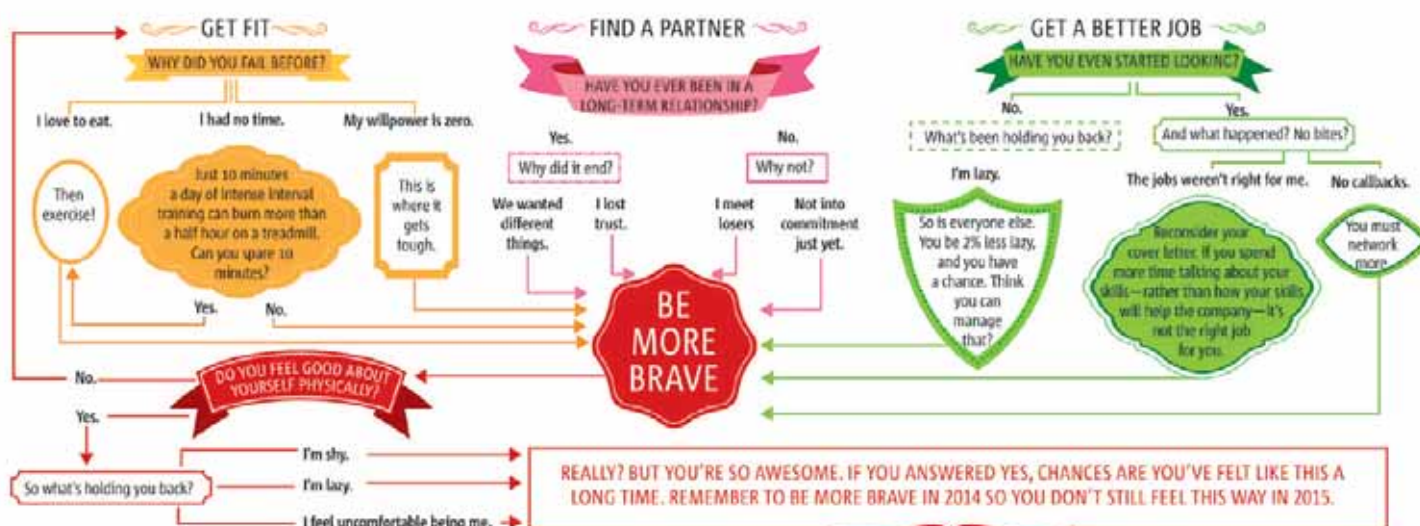 GET FIT
WHY DID YOU FAIL BEFORE?
I love to eat.
I had no time.
My willpower is zero.
Then
exercise!
Just 10 minutes
a day of intense interval
training can burn more than
a half hour on a treadmill.
Can you spare 10
minutes?
This is
where it
gets
tough.
Yes.
No.
FIND A PARTNER
HAVE YOU EVER BEEN IN A
LONG-TERM RELATIONSHIP?
Yes.
No.
Why did it end?
Why not?
We wanted
different
things.
I lost
trust.
I meet
losers
Not into
commitment
just yet.
GET A BETTER JOB
HAVE YOU EVEN STARTED LOOKING?
No.
Yes.
What's been holding you back?
And what happened? No bites?
I'm lazy.
The jobs weren't right for me.
No callbacks.
So is everyone else.
You be 2% less lazy,
and you have
a chance. Think
you can
manage
that?
Reconsider your
cover letter. If you spend
more time talking about your
skills—rather than how your skills
will help the company—it's
not the right job
for you.
You must
network
more
BE
MORE
BRAVE
DO YOU FEEL GOOD ABOUT
YOURSELF PHYSICALLY?
No.
Yes.
So what's holding you back?
I'm shy.
I'm lazy.
I feel uncomfortable being me.
REALLY? BUT YOU'RE SO AWESOME. IF YOU ANSWERED YES, CHANCES ARE YOU'VE FELT LIKE THIS A
LONG TIME. REMEMBER TO BE MORE BRAVE IN 2014 SO YOU DON'T STILL FEEL THIS WAY IN 2015.